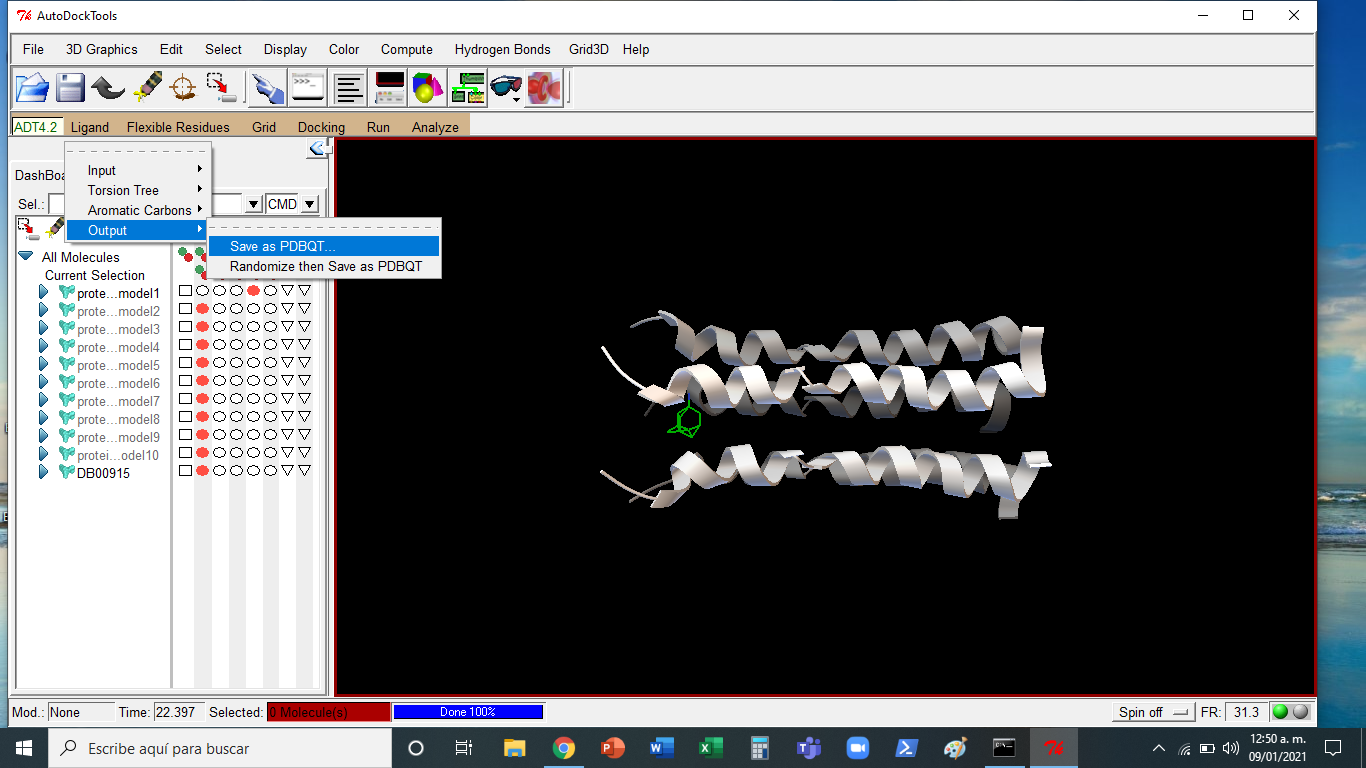 AutoDockTools
File 3D Graphics Edit Select Display Color Compute Hydrogen Bonds Grid3D Help
>>>
ADT4.2 Ligand Flexible Residues Grid Docking Run Analyze
Input
DashBoa
Torsion Tree
Sel.: CMD
Aromatic Carbons
Output
Save as PDBQT...
Randomize then Save as PDBQT
All Molecules
Current Selection
prote...model1
prote...model2
prote...model3
prote...model4
prote...model5
prote...model6
prote...model7
prote...model8
prote...model9
protei...odel10
DB00915
Mod.: None Time: 22.397 Selected: 0 Molecule(s) Done 100% Spin off FR: 31.3
Escribe aquí para buscar
12:50 a. m.
09/01/2021